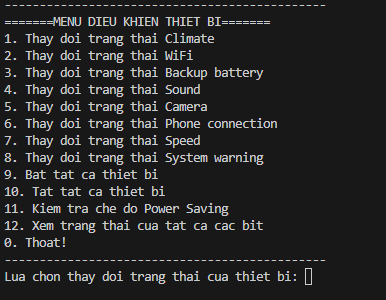 ----------------------------------------------
=======MENU DIEU KHIEN THIET BI=======
1. Thay doi trang thai Climate
2. Thay doi trang thai WiFi
3. Thay doi trang thai Backup battery
4. Thay doi trang thai Sound
5. Thay doi trang thai Camera
6. Thay doi trang thai Phone connection
7. Thay doi trang thai Speed
8. Thay doi trang thai System warning
9. Bat tat ca thiet bi
10. Tat tat ca thiet bi
11. Kiem tra che do Power Saving
12. Xem trang thai cua tat ca cac bit
0. Thoat!
----------------------------------------------
Lua chon thay doi trang thai cua thiet bi: